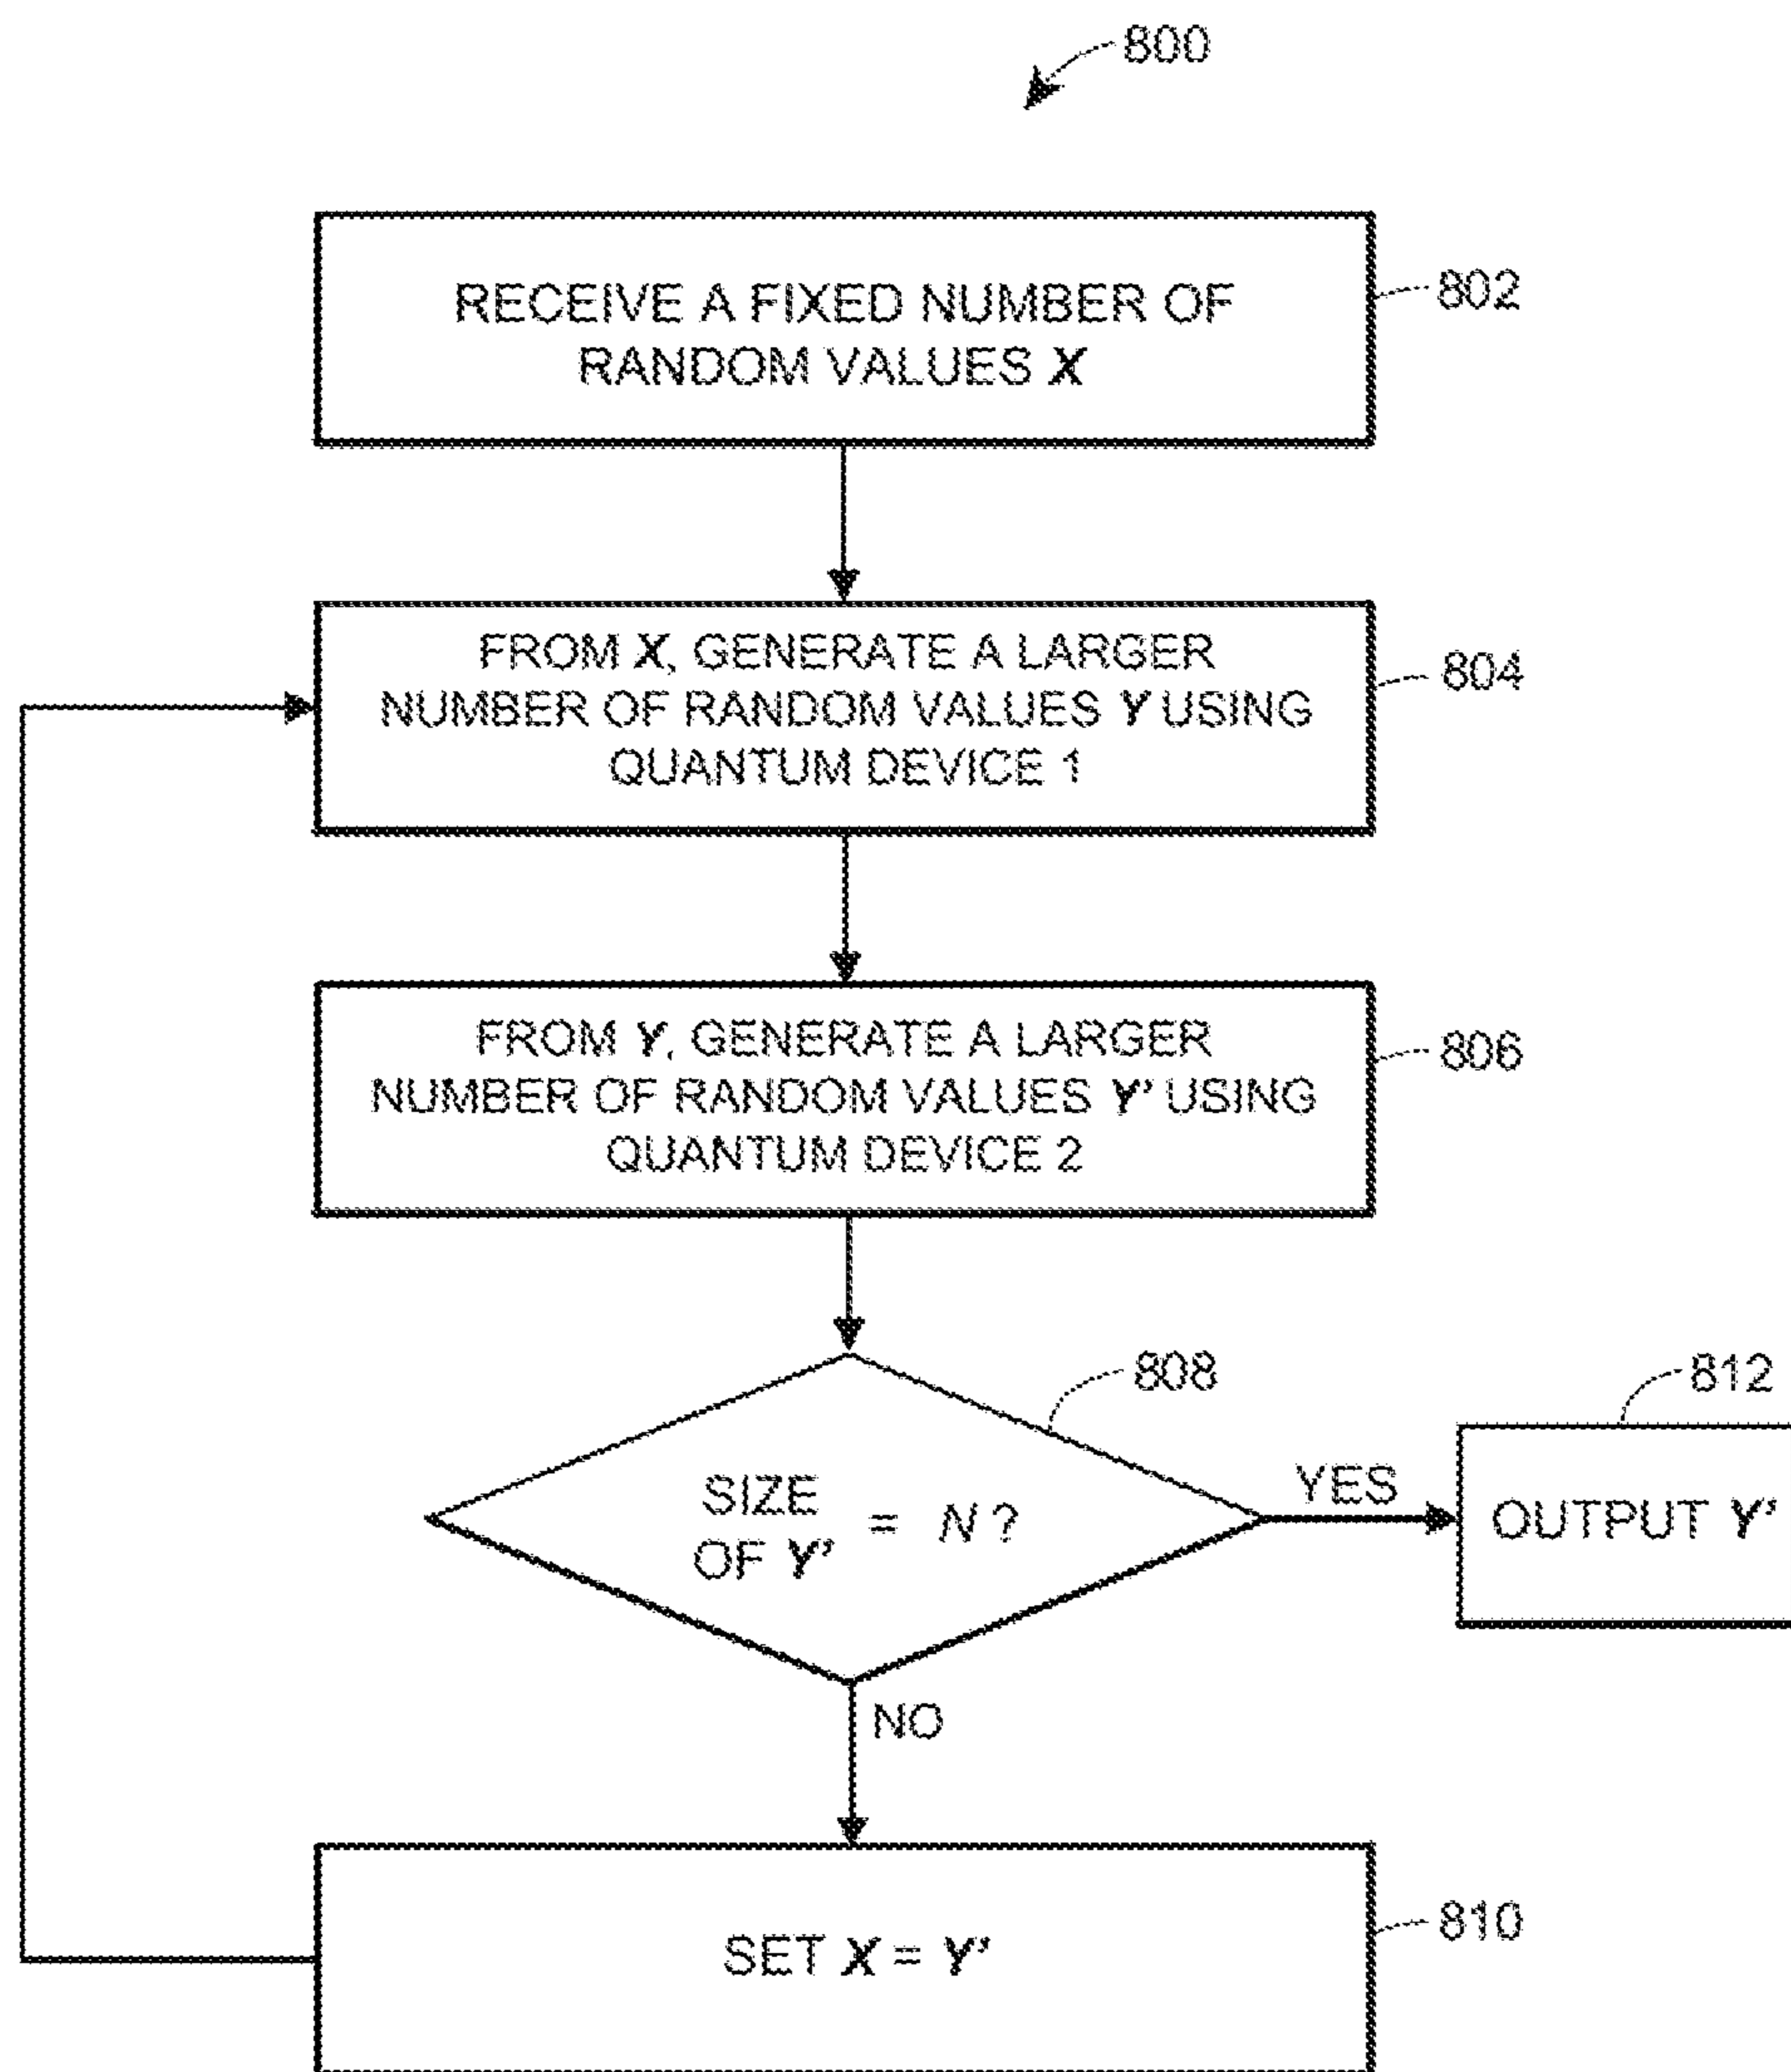 800
RECEIVE A FIXED NUMBER OF
RANDOM VALUES X
802
FROM X, GENERATE A LARGER
NUMBER OF RANDOM VALUES Y USING
QUANTUM DEVICE 1
804
FROM Y, GENERATE A LARGER
NUMBER OF RANDOM VALUES Y' USING
QUANTUM DEVICE 2
806
808
SIZE
OF Y' = N ?
YES
812
OUTPUT Y'
NO
SET X = Y'
810